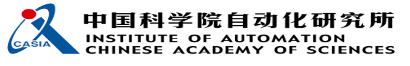 CASIA
中国科学院自动化研究所
INSTITUTE OF AUTOMATION
CHINESE ACADEMY OF SCIENCES